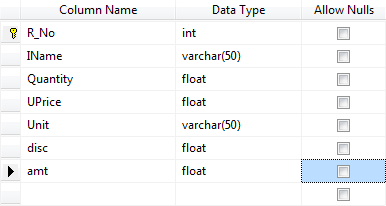 Column Name Data Type Allow Nulls
R_No int
IName varchar(50)
Quantity float
UPrice float
Unit varchar(50)
disc float
amt float